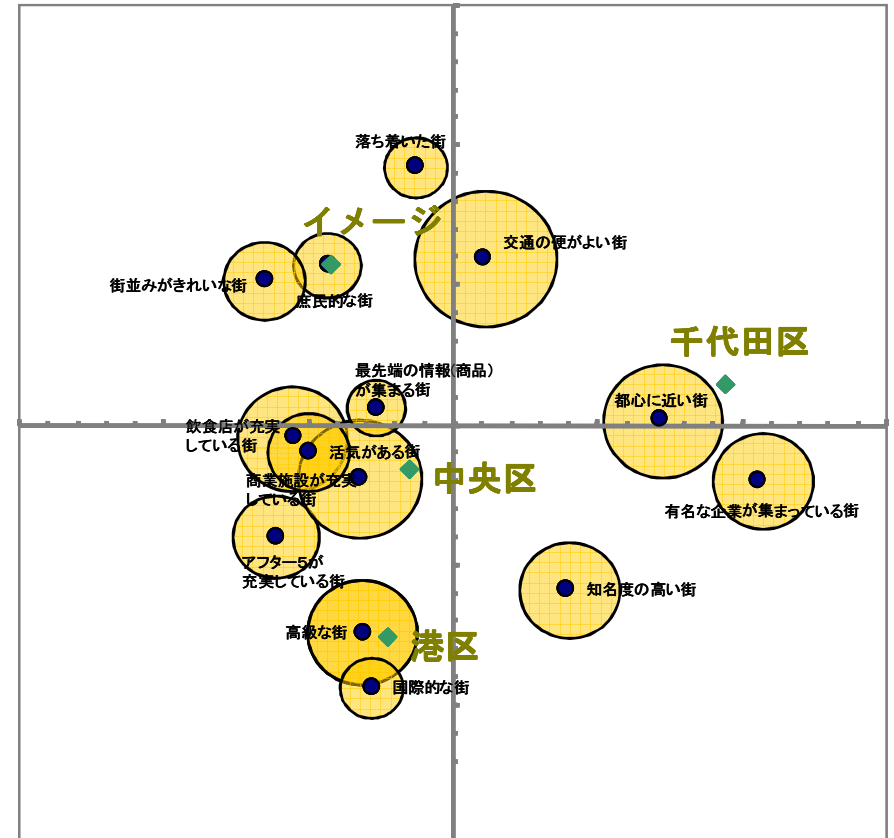 落ち着いた街
イメージ
交通の便がよい街
街並みがきれいな街
庶民的な街
千代田区
最先端の情報(商品)
が集まる街
都心に近い街
飲食店が充実
している街
活気がある街
中央区
商業施設が充実
している街
有名な企業が集まっている街
アフター5が
充実している街
知名度の高い街
高級な街
港区
国際的な街